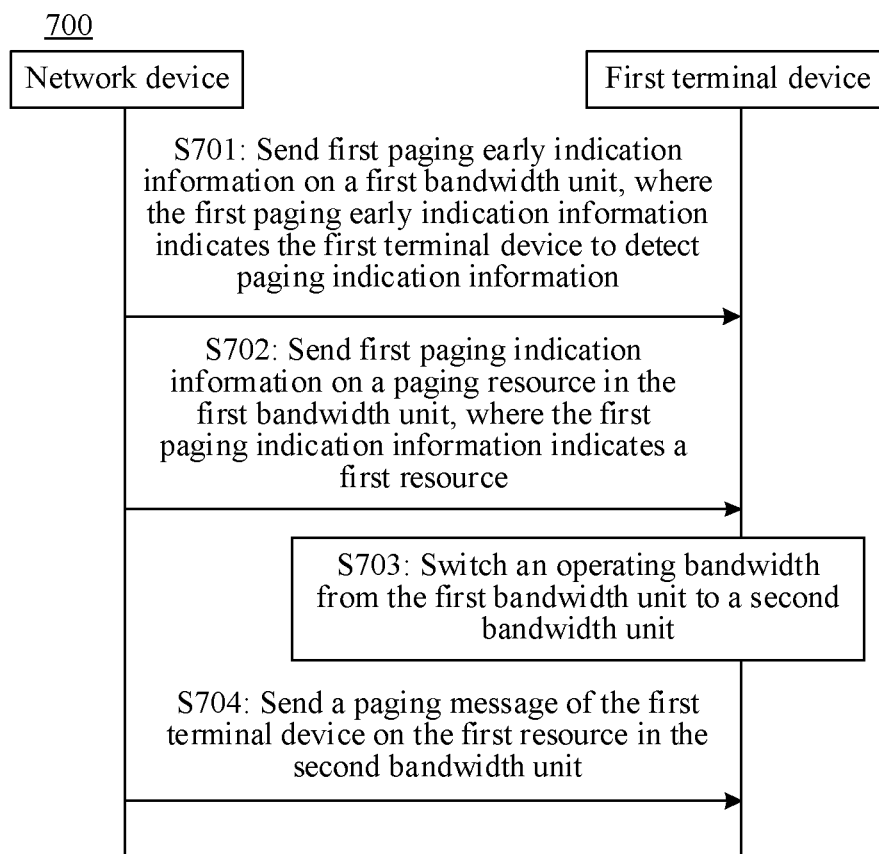 700
Network device
First terminal device
S701: Send first paging early indication
information on a first bandwidth unit, where
the first paging early indication information
indicates the first terminal device to detect
paging indication information
S702: Send first paging indication
information on a paging resource in the
first bandwidth unit, where the first
paging indication information indicates a
first resource
S703: Switch an operating bandwidth
from the first bandwidth unit to a second
bandwidth unit
S704: Send a paging message of the first
terminal device on the first resource in the
second bandwidth unit